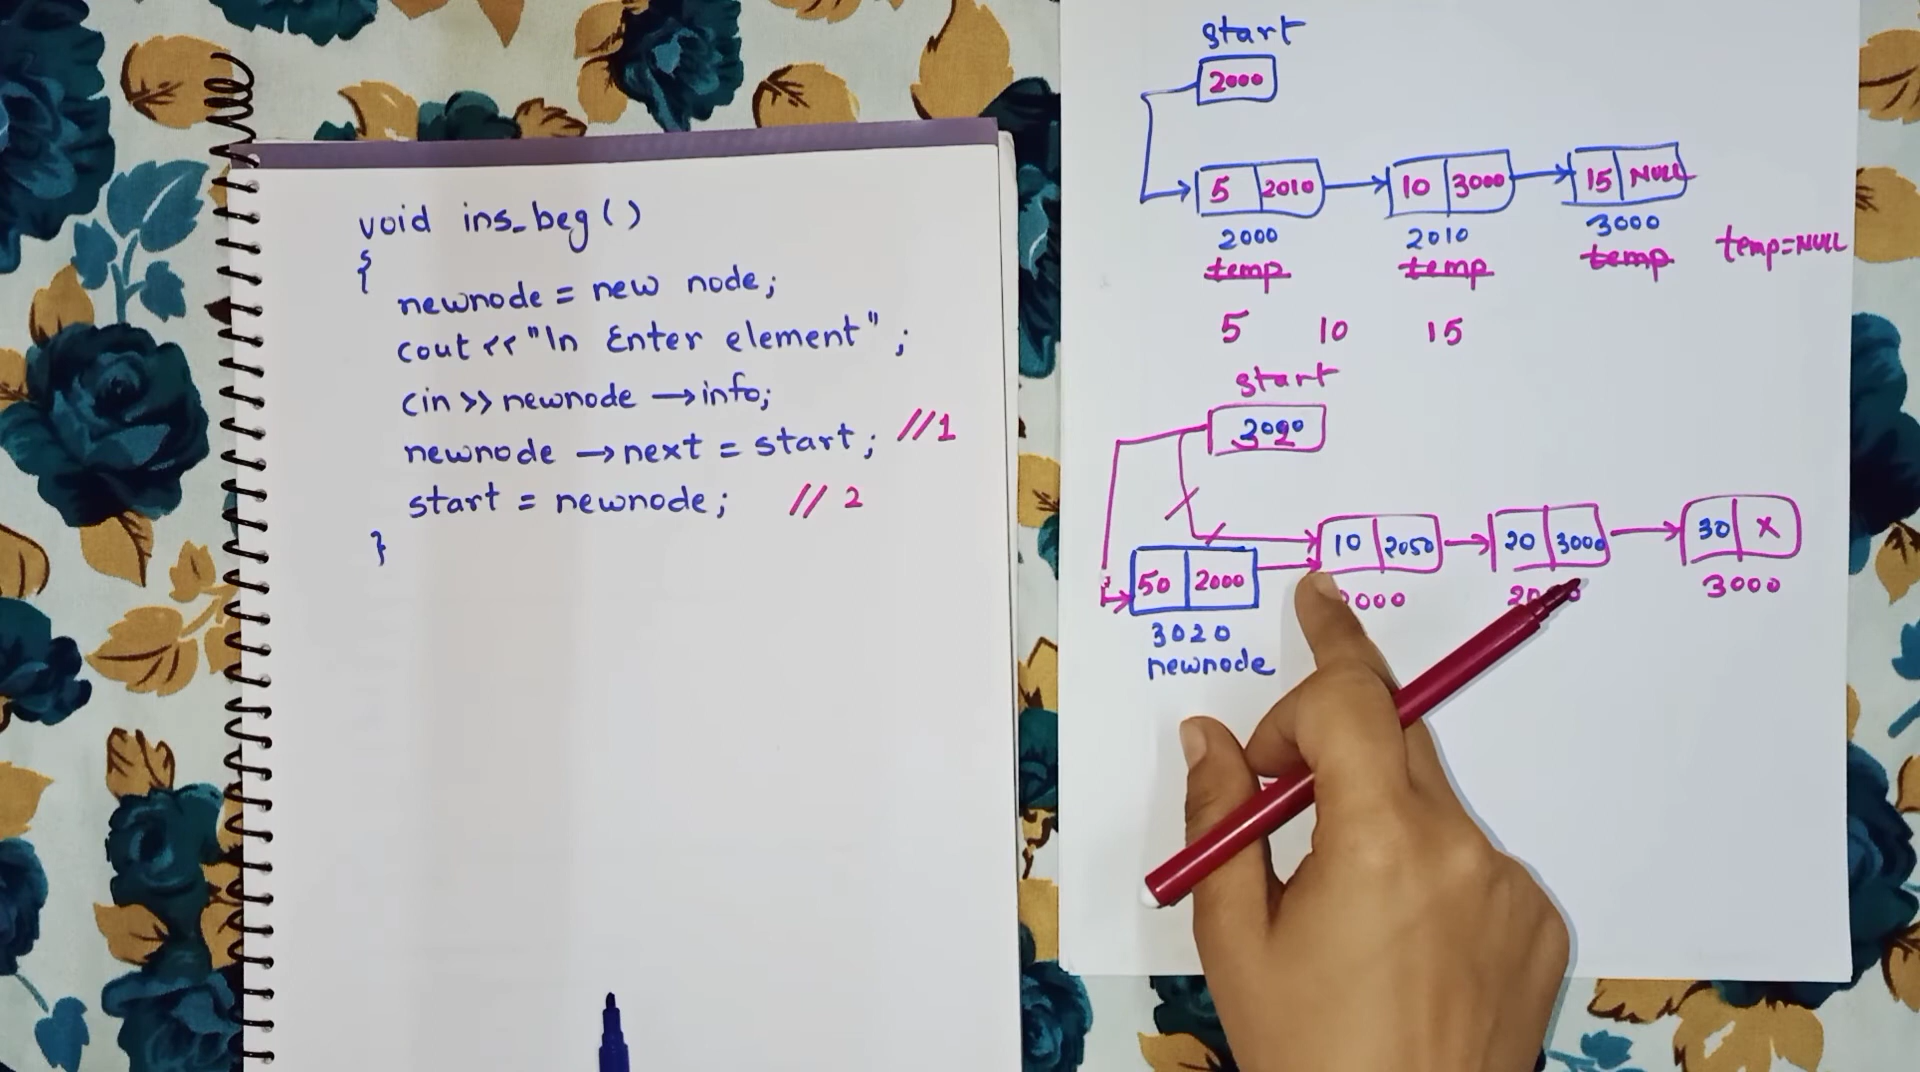 void ins_beg()
{
newnode = new node;
cout << "\n Enter element" ;
cin >> newnode →info;
newnode →next = start; //1
start = newnode; // 2
}
start
2000
5 2010 10 3000 15 NULL
2000 2010 3000
temp temp temp temp=NULL
5 10 15
start
3020
10 2050 20 3000 30 X
50 2000
3000
3020
newnode